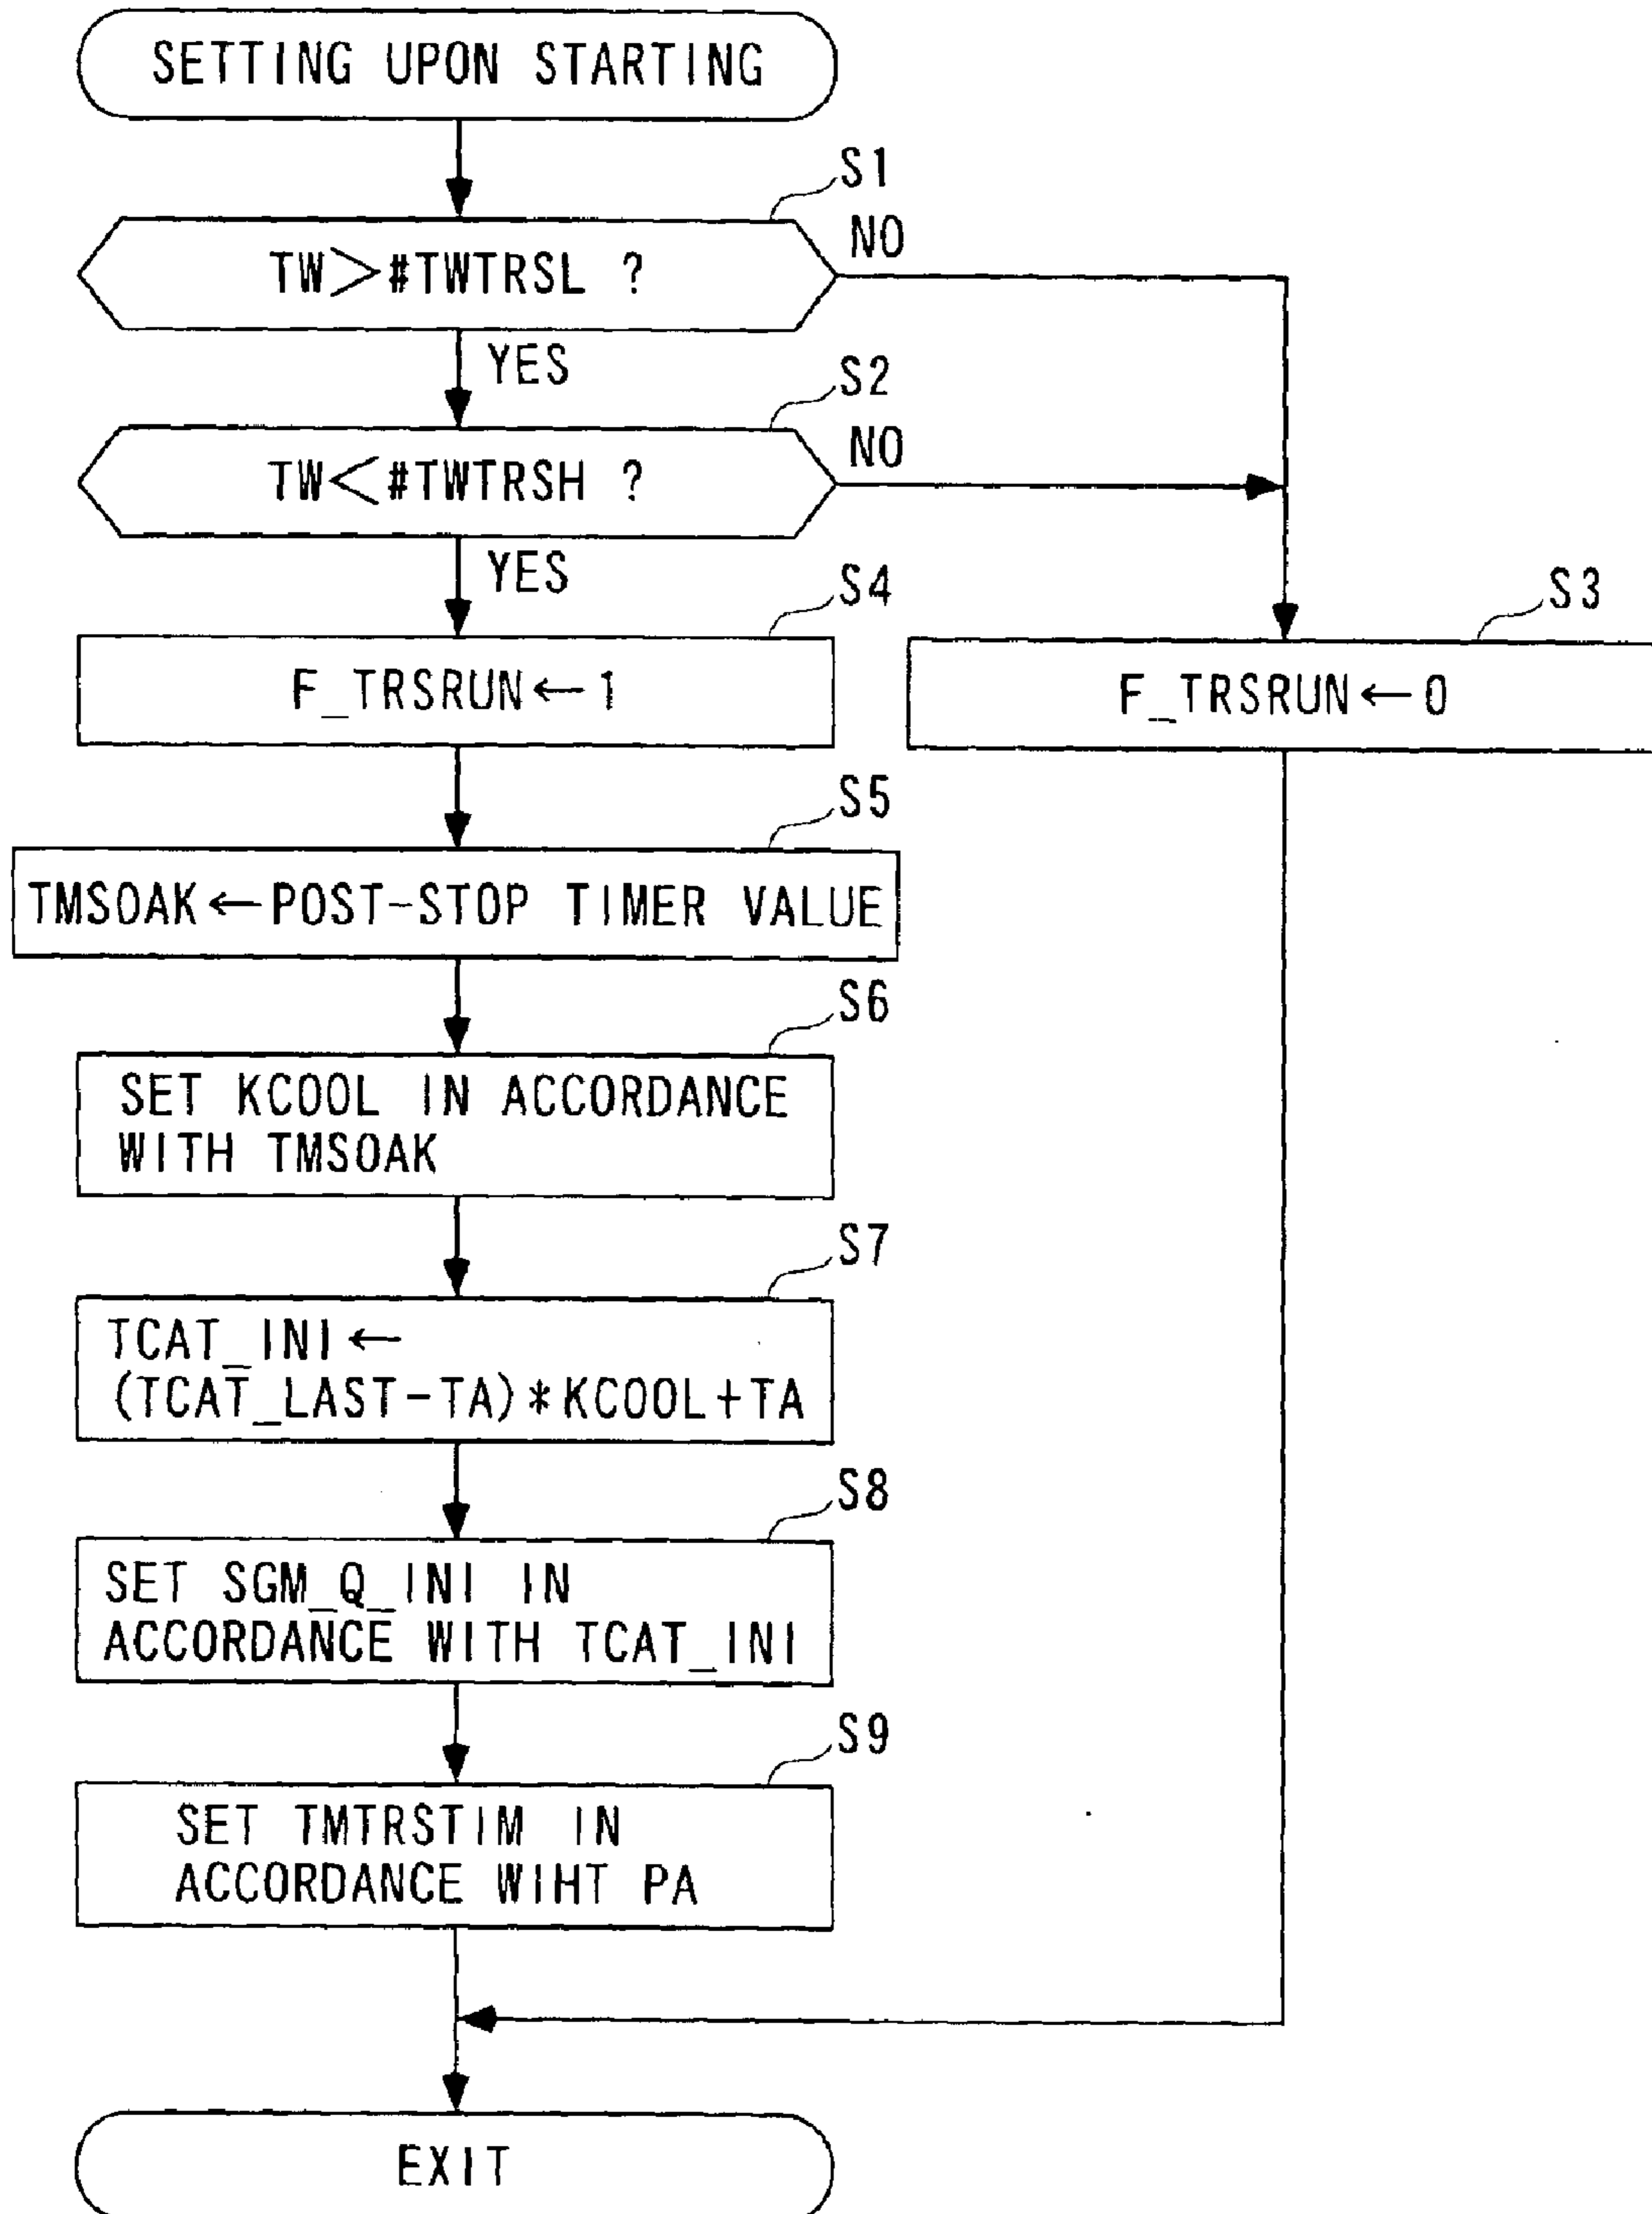 SETTING UPON STARTING
S1
TW>#TWTRSL ?
NO
YES
S2
TW<#TWTRSH ?
NO
YES
S4
F_TRSRUN←1
S3
F_TRSRUN←0
S5
TMSOAK←POST-STOP TIMER VALUE
S6
SET KCOOL IN ACCORDANCE
WITH TMSOAK
S7
TCAT_INI←
(TCAT_LAST-TA)*KCOOL+TA
S8
SET SGM_Q_INI IN
ACCORDANCE WITH TCAT_INI
S9
SET TMTRSTIM IN
ACCORDANCE WIHT PA
EXIT